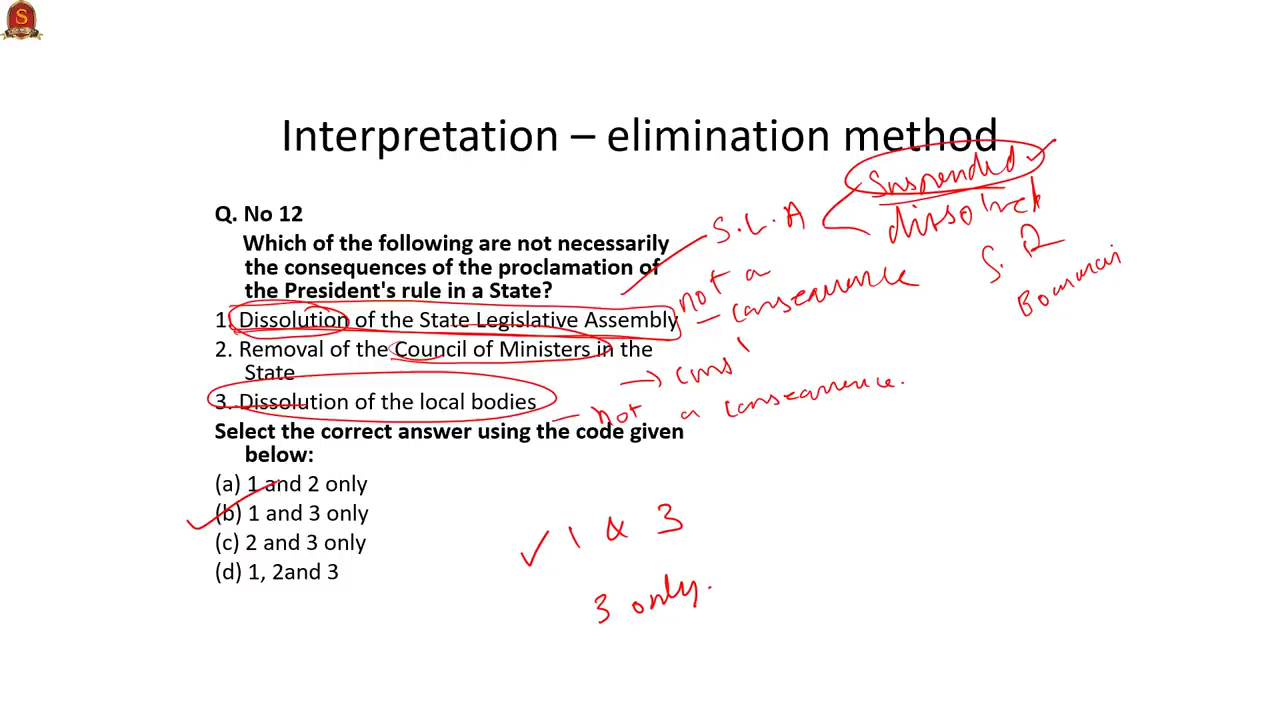 S
Interpretation – elimination method
Suspended
dissolved
S.L.A
S. R
Bommai
Q. No 12
Which of the following are not necessarily
the consequences of the proclamation of
the President's rule in a State?
not a
consequence
1. Dissolution of the State Legislative Assembly
2. Removal of the Council of Ministers in the
State
cons
3. Dissolution of the local bodies
not a consequence.
Select the correct answer using the code given
below:
(a) 1 and 2 only
(b) 1 and 3 only
(c) 2 and 3 only
(d) 1, 2and 3
1 & 3
3 only.